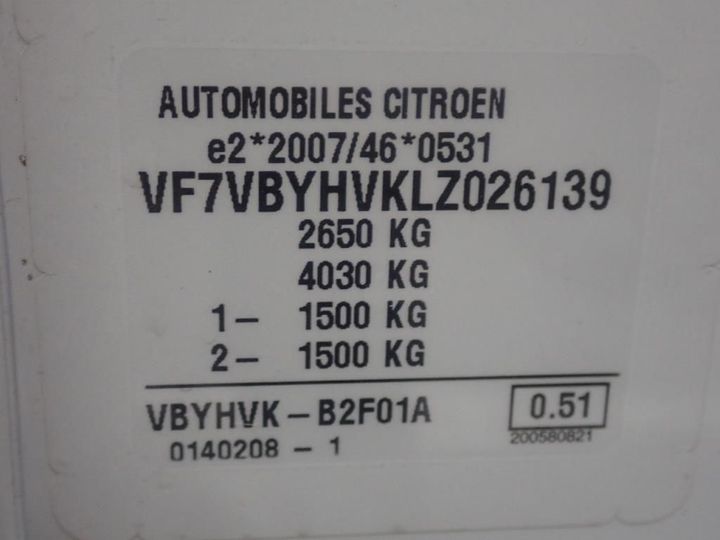 AUTOMOBILES CITROEN
e2*2007/46*0531
VF7VBYHVKLZ026139
2650 KG
4030 KG
1- 1500 KG
2- 1500 KG
VBYHVK-B2F01A 0.51
0140208 - 1 200580821